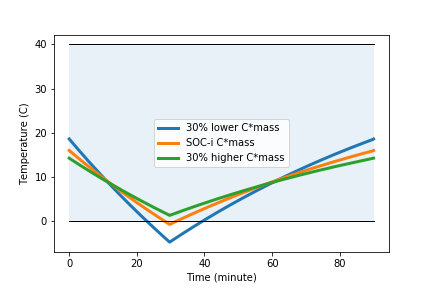 40
30
20
10
0
Temperature (C)
30% lower C*mass
SOC-i C*mass
30% higher C*mass
0
20
40
60
80
Time (minute)